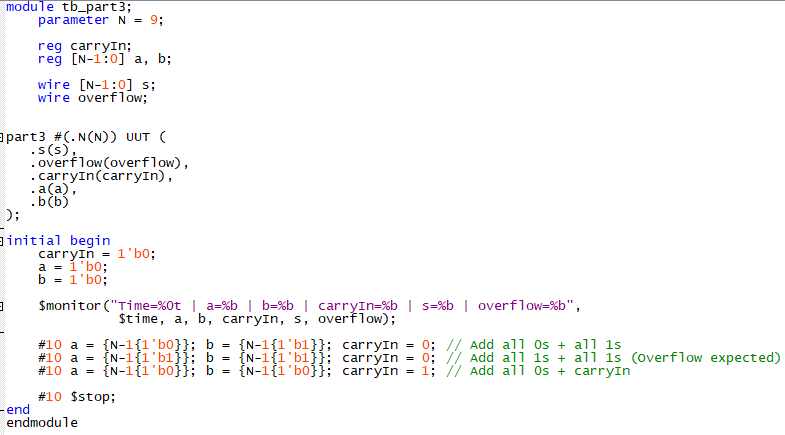 module tb_part3;
    parameter N = 9;

    reg carryIn;
    reg [N-1:0] a, b;

    wire [N-1:0] s;
    wire overflow;


part3 #(.N(N)) UUT (
   .s(s),
   .overflow(overflow),
   .carryIn(carryIn),
   .a(a),
   .b(b)
);

initial begin
    carryIn = 1'b0;
    a = 1'b0;
    b = 1'b0;

    $monitor("Time=%0t | a=%b | b=%b | carryIn=%b | s=%b | overflow=%b",
              $time, a, b, carryIn, s, overflow);

    #10 a = {N-1{1'b0}}; b = {N-1{1'b1}}; carryIn = 0; // Add all 0s + all 1s
    #10 a = {N-1{1'b1}}; b = {N-1{1'b1}}; carryIn = 0; // Add all 1s + all 1s (Overflow expected)
    #10 a = {N-1{1'b0}}; b = {N-1{1'b0}}; carryIn = 1; // Add all 0s + carryIn

    #10 $stop;
end
endmodule